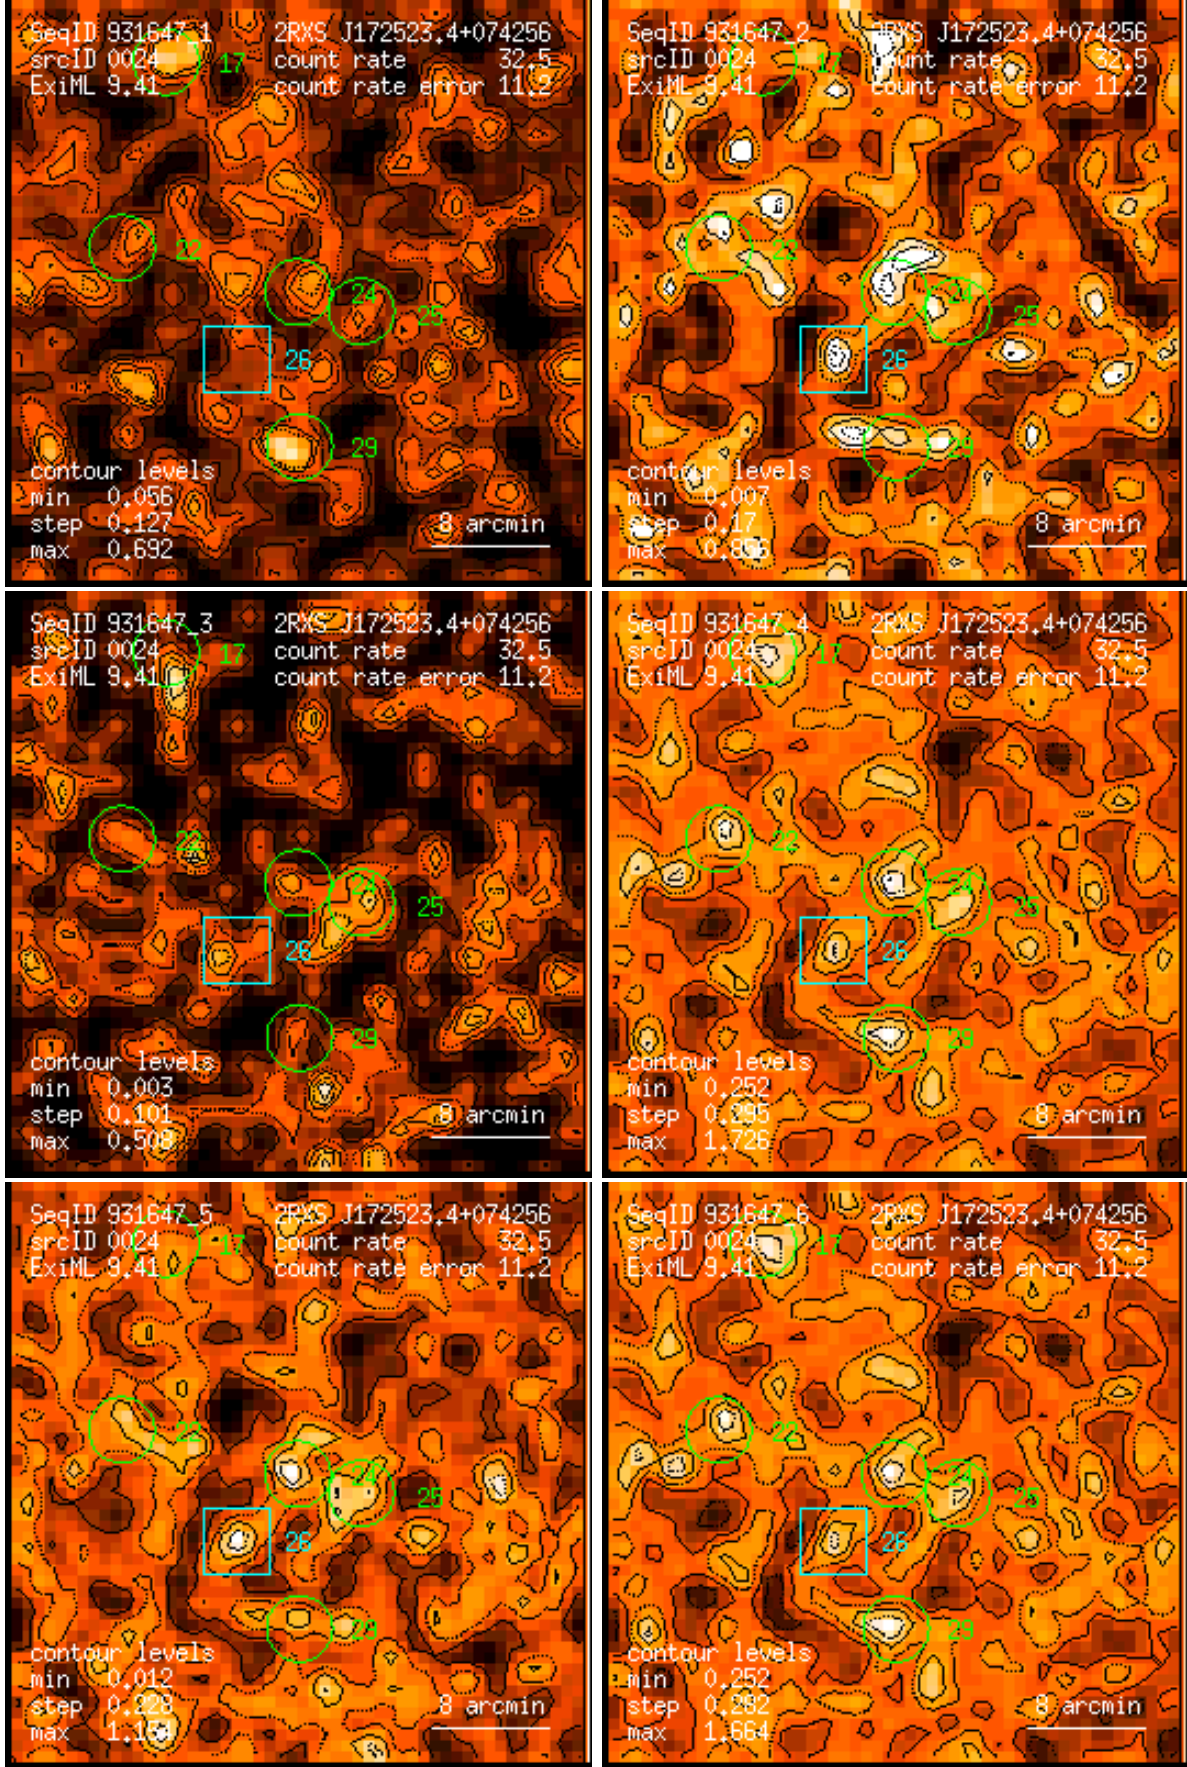 SeqID 931647_1 2RXS J172523.4+074256
srcID 0024 count rate 32.5
ExiML 9.41 count rate error 11.2
17
22
24
25
26
29
contour levels
min 0.056
step 0.127
max 0.692
8 arcmin
SeqID 931647_2 2RXS J172523.4+074256
srcID 0024 count rate 32.5
ExiML 9.41 count rate error 11.2
17
22
24
25
26
29
contour levels
min 0.007
step 0.17
max 0.856
8 arcmin
SeqID 931647_3 2RXS J172523.4+074256
srcID 0024 count rate 32.5
ExiML 9.41 count rate error 11.2
17
22
24
25
26
29
contour levels
min 0.003
step 0.101
max 0.508
8 arcmin
SeqID 931647_4 2RXS J172523.4+074256
srcID 0024 count rate 32.5
ExiML 9.41 count rate error 11.2
17
22
24
25
26
29
contour levels
min 0.252
step 0.295
max 1.726
8 arcmin
SeqID 931647_5 2RXS J172523.4+074256
srcID 0024 count rate 32.5
ExiML 9.41 count rate error 11.2
17
22
24
25
26
29
contour levels
min 0.012
step 0.228
max 1.154
8 arcmin
SeqID 931647_6 2RXS J172523.4+074256
srcID 0024 count rate 32.5
ExiML 9.41 count rate error 11.2
17
22
24
25
26
29
contour levels
min 0.252
step 0.282
max 1.664
8 arcmin